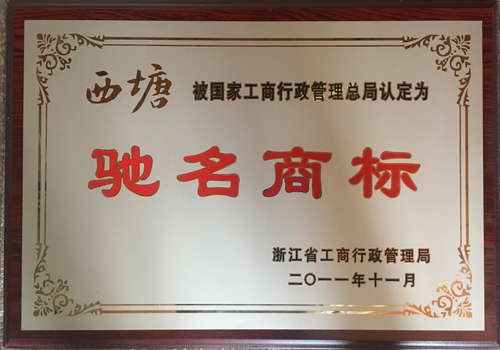 西塘 被国家工商行政管理总局认定为
驰名商标
浙江省工商行政管理局
二〇一一年十一月